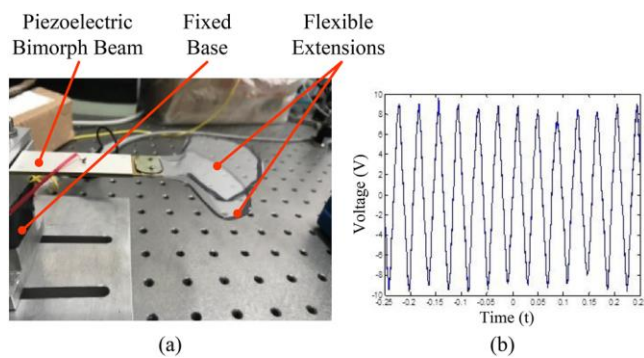 Piezoelectric
Bimorph Beam
Fixed
Base
Flexible
Extensions
10
8
6
4
2
0
-2
-4
-6
-8
-10
Voltage (V)
-0.25 -0.2 -0.15 -0.1 -0.05 0 0.05 0.1 0.15 0.2 0.25
Time (t)
(a)
(b)